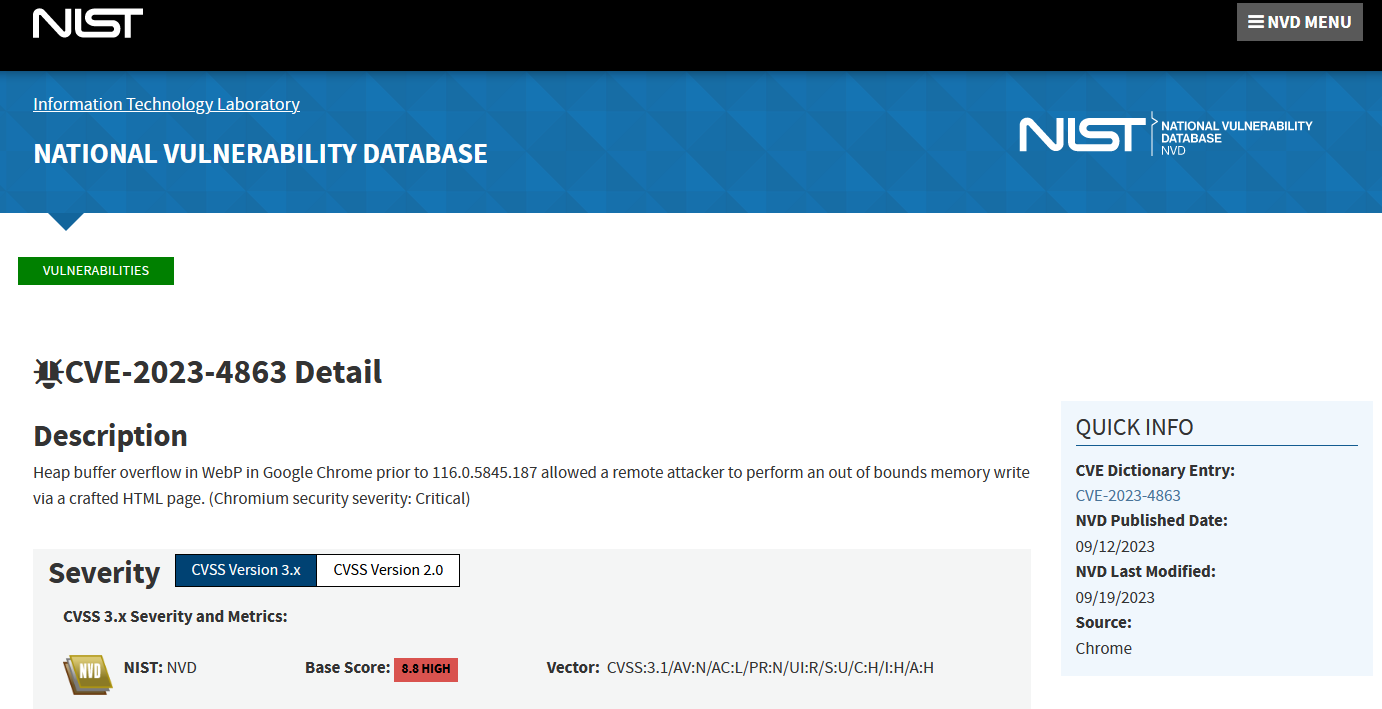 NIST
NVD MENU
Information Technology Laboratory
NATIONAL VULNERABILITY DATABASE
NIST
NATIONAL VULNERABILITY
DATABASE
NVD
VULNERABILITIES
CVE-2023-4863 Detail
Description
Heap buffer overflow in WebP in Google Chrome prior to 116.0.5845.187 allowed a remote attacker to perform an out of bounds memory write
via a crafted HTML page. (Chromium security severity: Critical)
Severity
CVSS Version 3.x
CVSS Version 2.0
CVSS 3.x Severity and Metrics:
NVD
NIST: NVD
Base Score: 8.8 HIGH
Vector: CVSS:3.1/AV:N/AC:L/PR:N/UI:R/S:U/C:H/I:H/A:H
QUICK INFO
CVE Dictionary Entry:
CVE-2023-4863
NVD Published Date:
09/12/2023
NVD Last Modified:
09/19/2023
Source:
Chrome